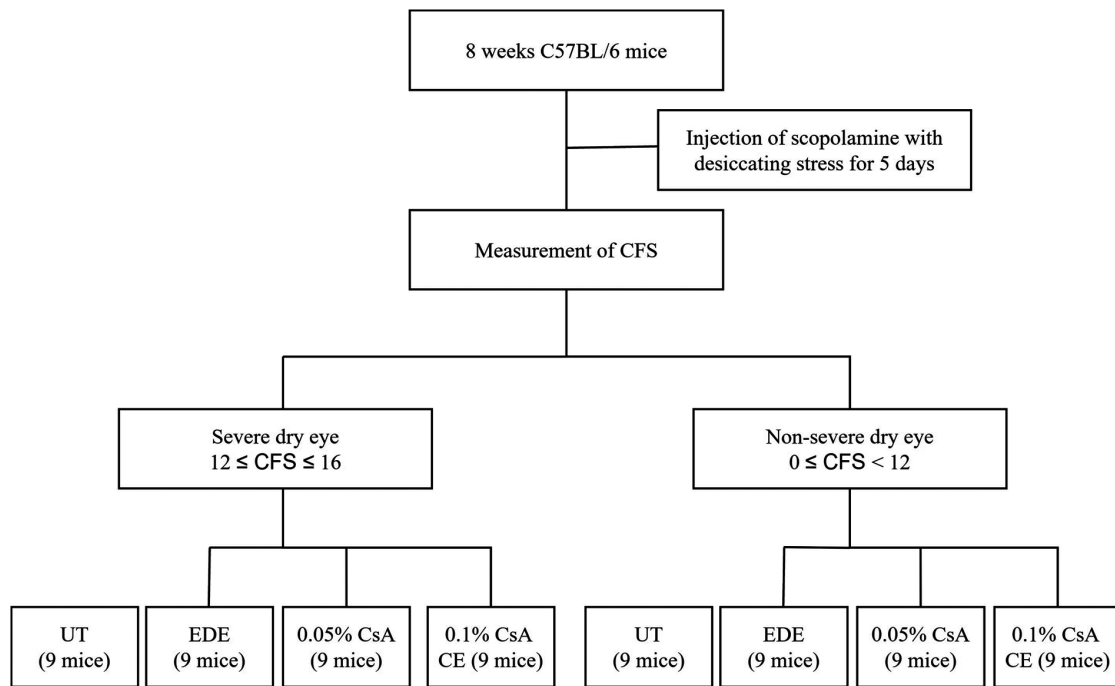 8 weeks C57BL/6 mice
Injection of scopolamine with
desiccating stress for 5 days
Measurement of CFS
Severe dry eye
12 ≤ CFS ≤ 16
Non-severe dry eye
0 ≤ CFS < 12
UT
(9 mice)
EDE
(9 mice)
0.05% CsA
(9 mice)
0.1% CsA
CE (9 mice)
UT
(9 mice)
EDE
(9 mice)
0.05% CsA
(9 mice)
0.1% CsA
CE (9 mice)